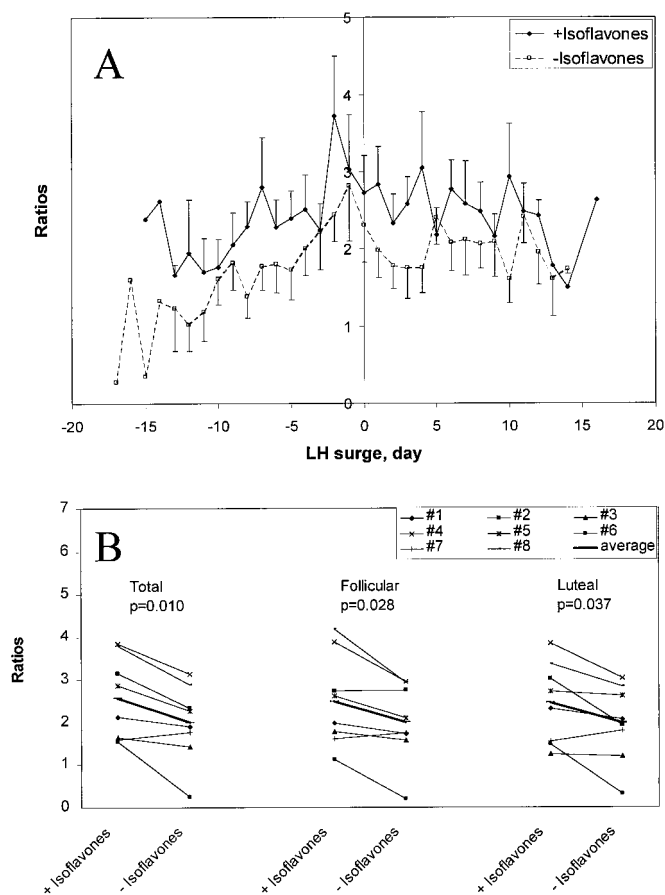 A
+Isoflavones
-Isoflavones
5
4
3
2
1
0
Ratios
-20 -15 -10 -5 0 5 10 15 20
LH surge, day
B
#1 #2 #3
#4 #5 #6
#7 #8 average
7
6
5
4
3
2
1
0
Ratios
Total
p=0.010
Follicular
p=0.028
Luteal
p=0.037
+ Isoflavones
- Isoflavones
+ Isoflavones
- Isoflavones
+ Isoflavones
- Isoflavones